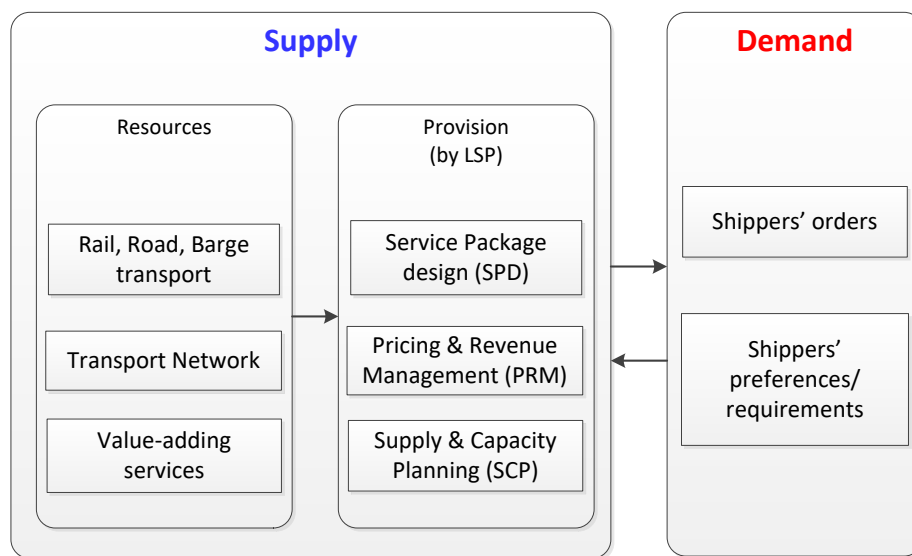 Supply
Resources
Rail, Road, Barge
transport
Transport Network
Value-adding
services
Provision
(by LSP)
Service Package
design (SPD)
Pricing & Revenue
Management (PRM)
Supply & Capacity
Planning (SCP)
Demand
Shippers’ orders
Shippers’
preferences/
requirements